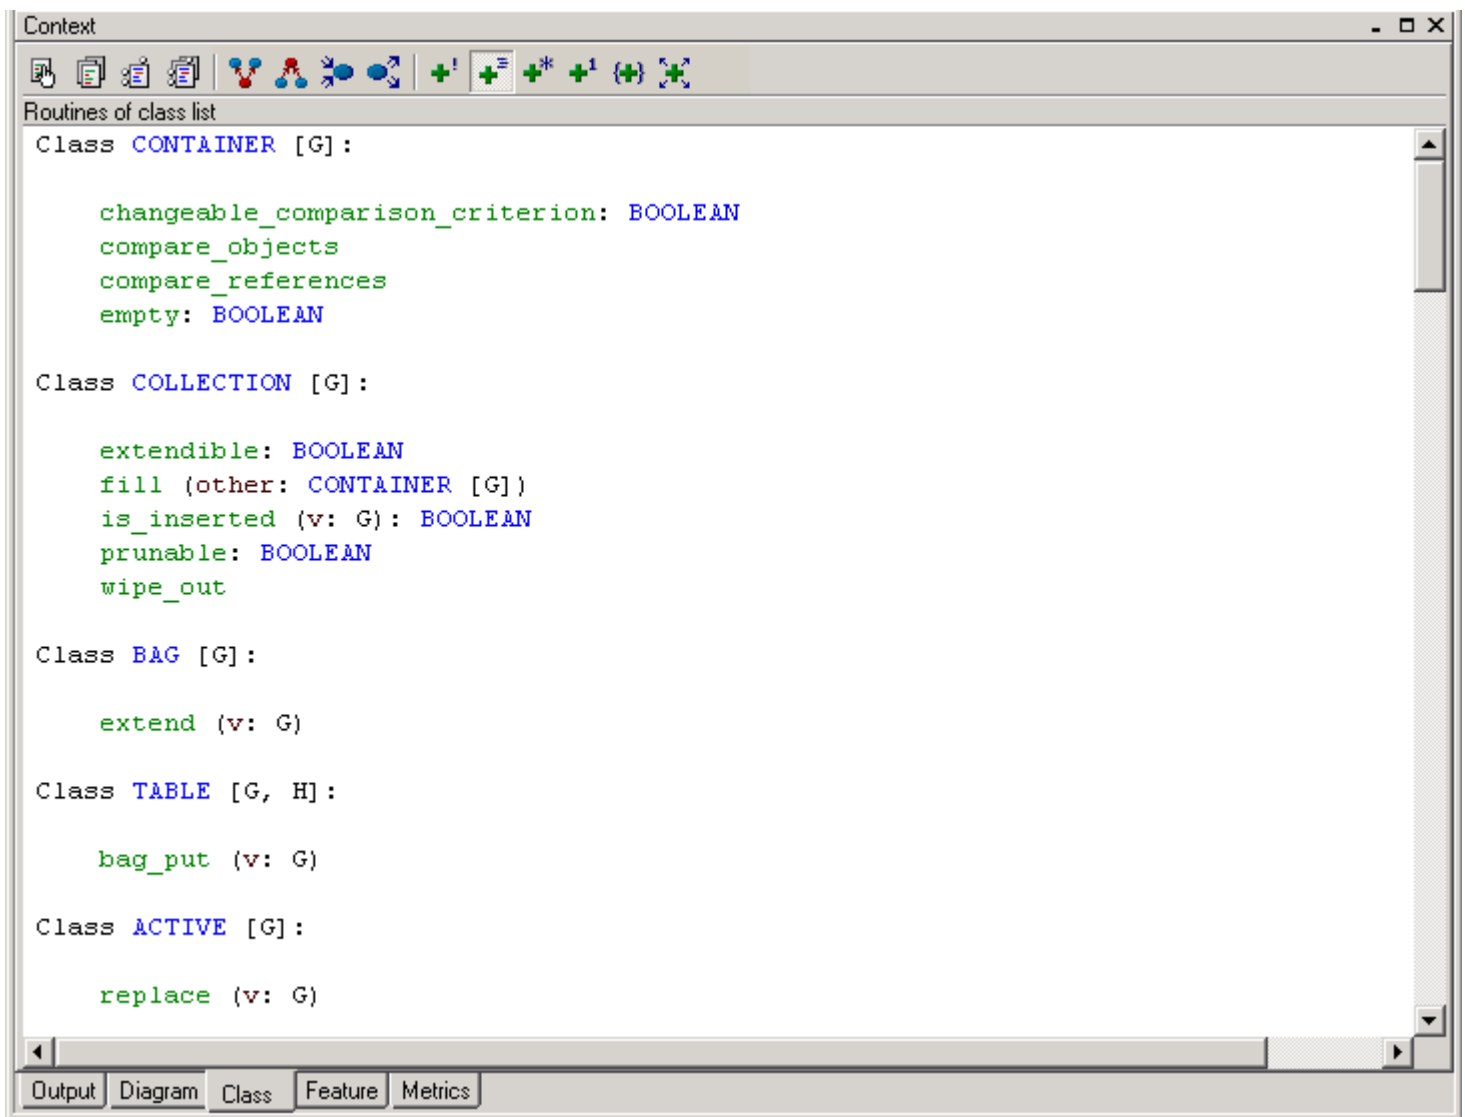 Context
Routines of class list
Class CONTAINER [G]:
changeable_comparison_criterion: BOOLEAN
compare_objects
compare_references
empty: BOOLEAN
Class COLLECTION [G]:
extendible: BOOLEAN
fill (other: CONTAINER [G])
is_inserted (v: G): BOOLEAN
prunable: BOOLEAN
wipe_out
Class BAG [G]:
extend (v: G)
Class TABLE [G, H]:
bag_put (v: G)
Class ACTIVE [G]:
replace (v: G)
Output Diagram Class Feature Metrics